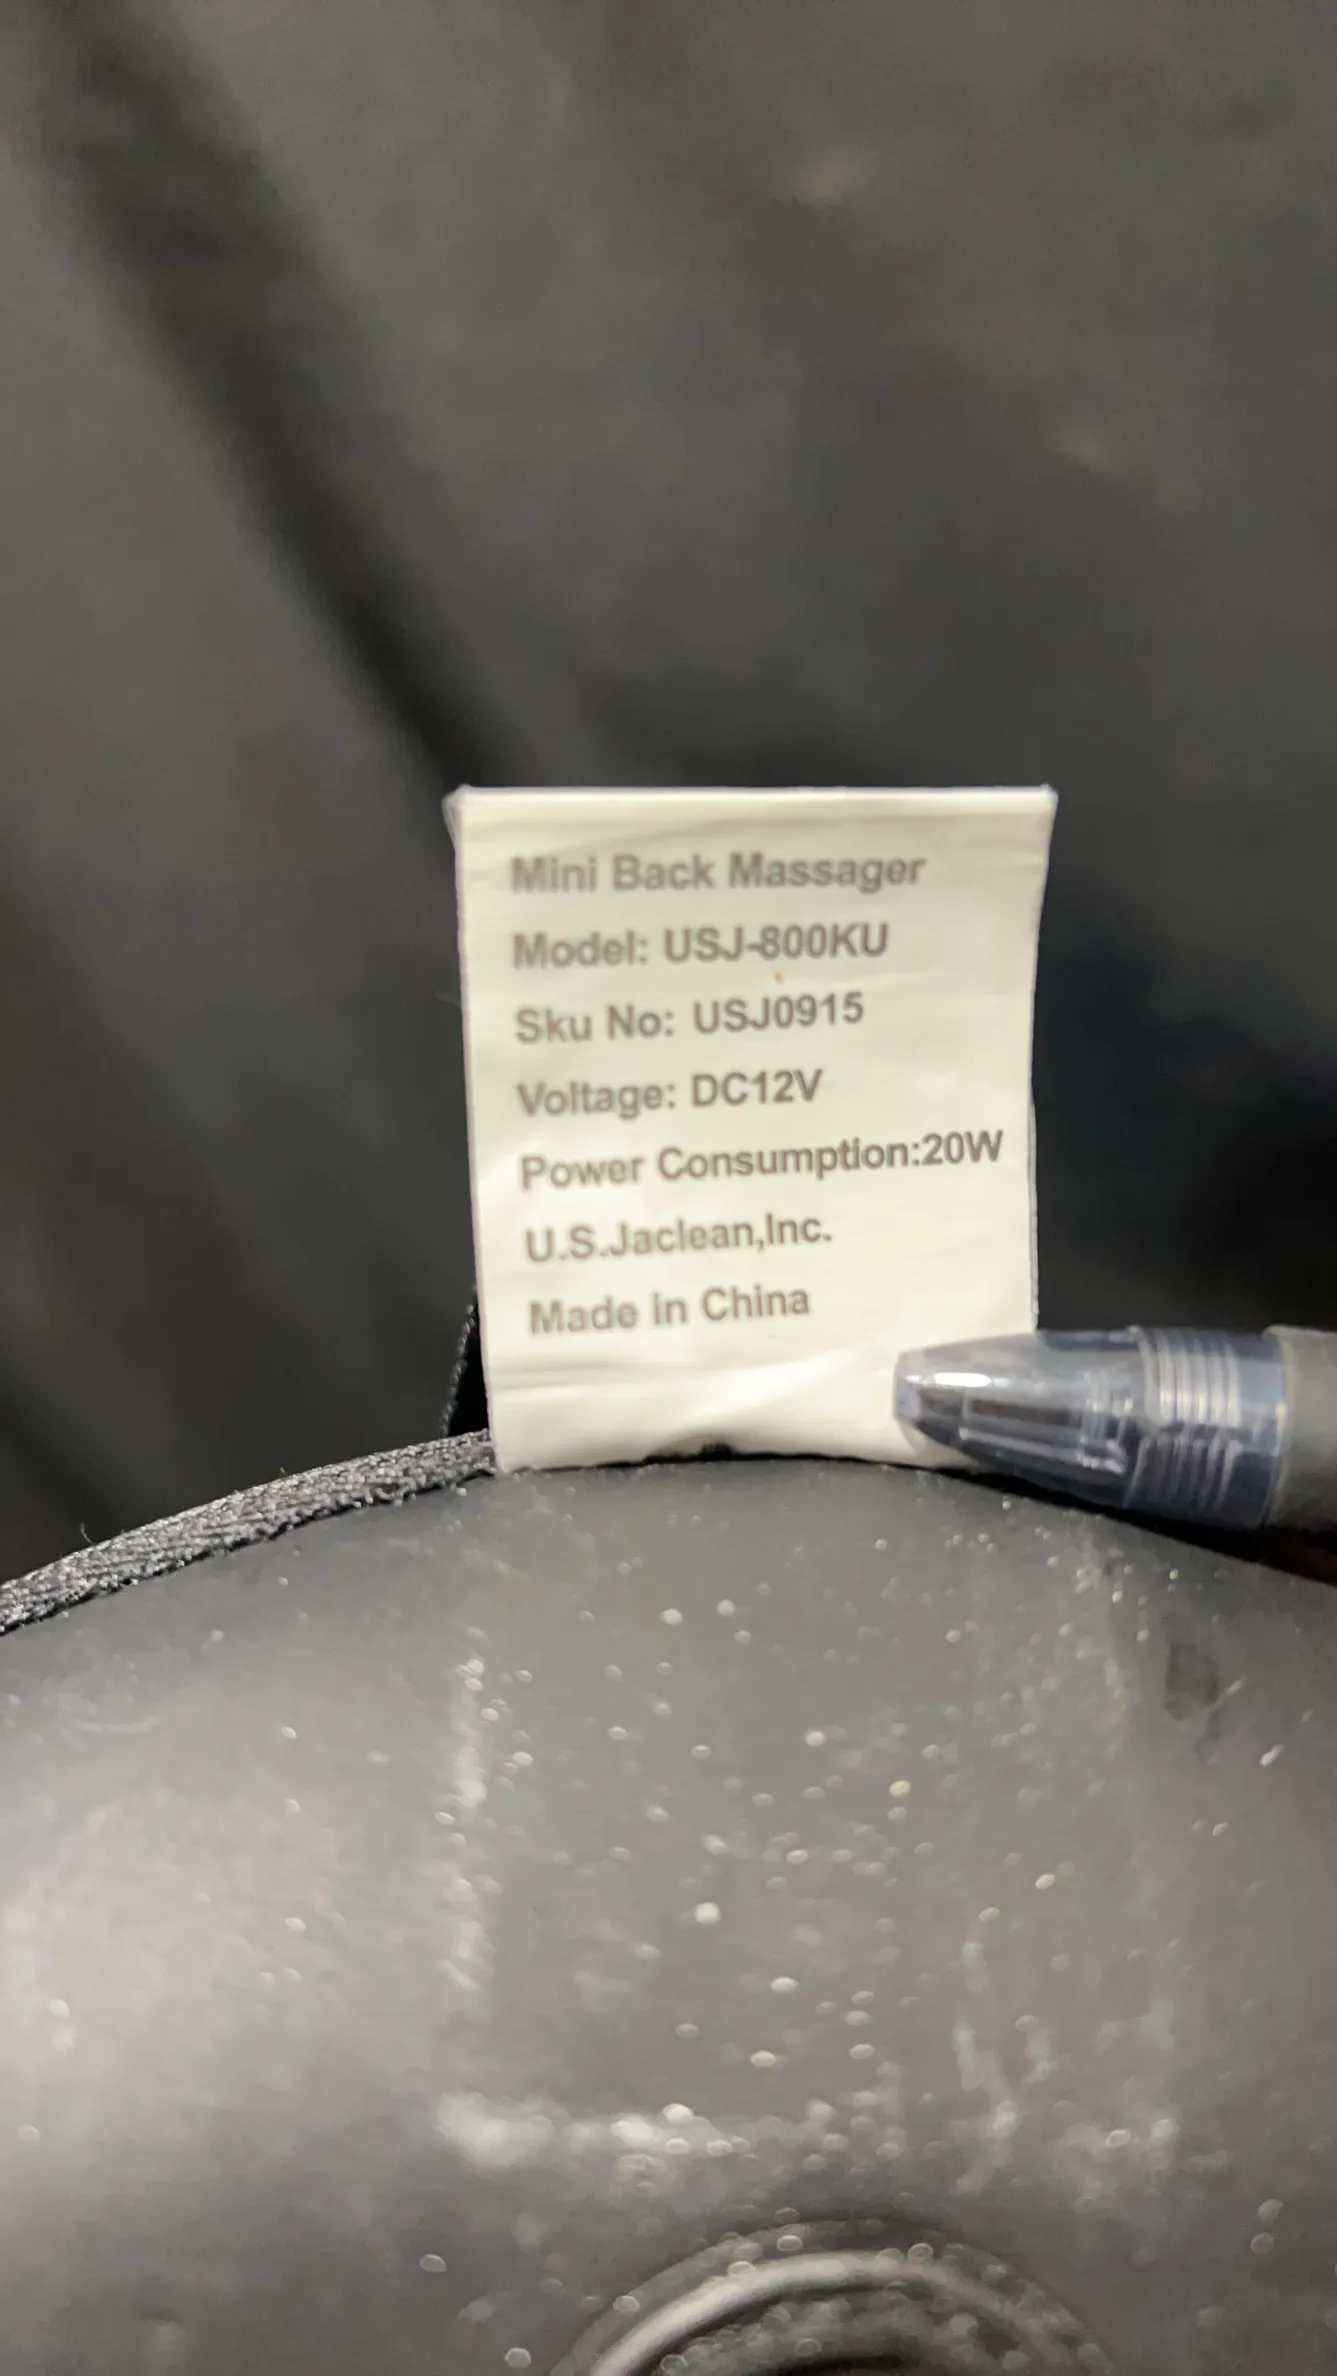 Mini Back Massager
Model: USJ-800KU
Sku No: USJ0915
Voltage: DC12V
Power Consumption:20W
U.S.Jaclean,Inc.
Made in China